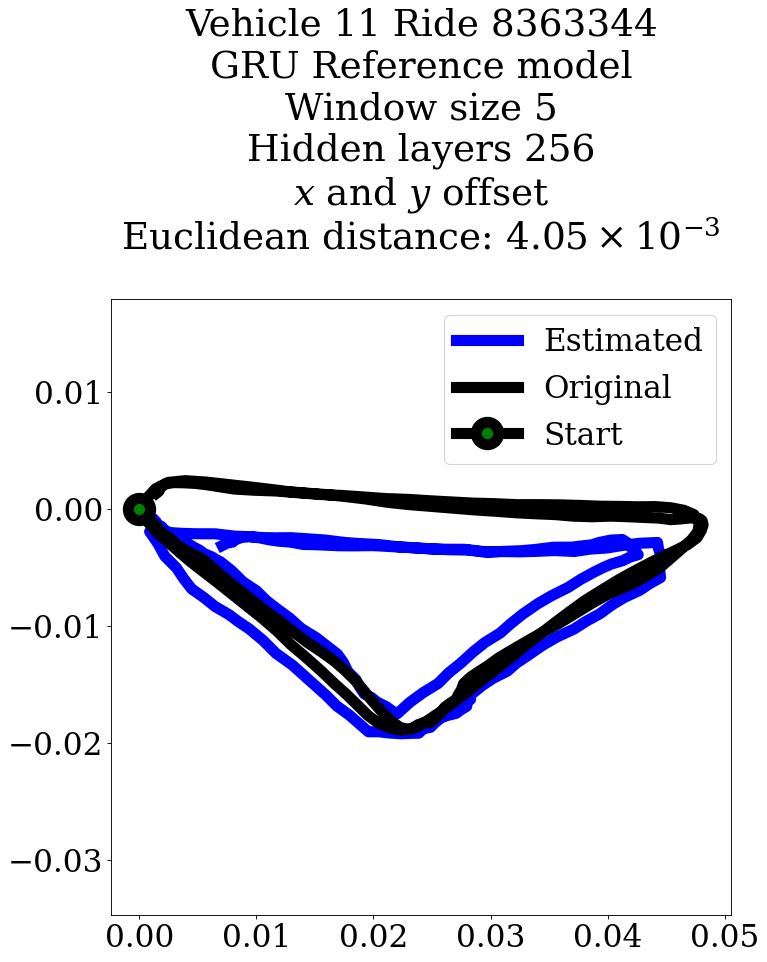 Vehicle 11 Ride 8363344
GRU Reference model
Window size 5
Hidden layers 256
x and y offset
Euclidean distance: 4.05 × 10⁻³
Estimated
Original
Start
0.01
0.00
−0.01
−0.02
−0.03
0.00 0.01 0.02 0.03 0.04 0.05